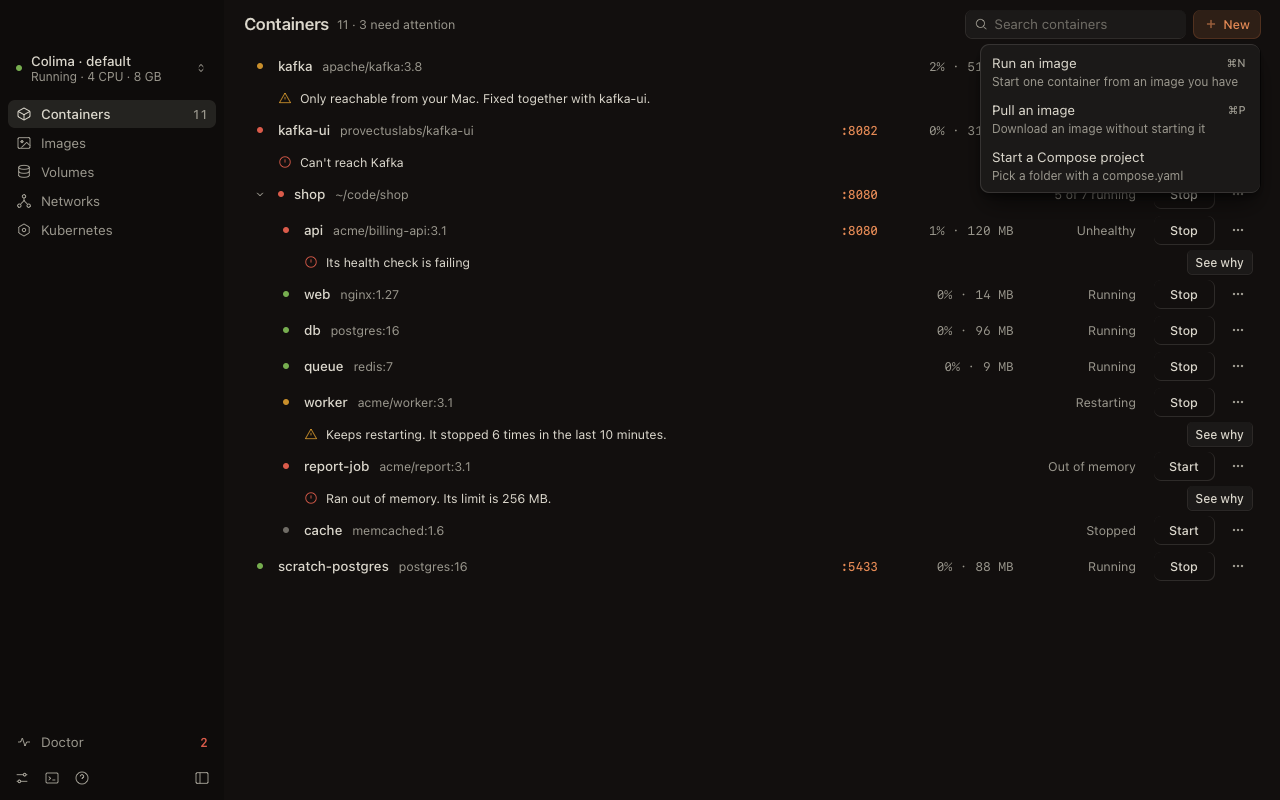 Containers 11 · 3 need attention
Search containers
New
Colima · default
Running · 4 CPU · 8 GB
Containers 11
Images
Volumes
Networks
Kubernetes
Doctor 2
Run an image ⌘N
Start one container from an image you have
Pull an image ⌘P
Download an image without starting it
Start a Compose project
Pick a folder with a compose.yaml
kafka apache/kafka:3.8 2% · 51
Only reachable from your Mac. Fixed together with kafka-ui.
kafka-ui provectuslabs/kafka-ui :8082 0% · 31
Can't reach Kafka
shop ~/code/shop :8080 5 of 7 running Stop
api acme/billing-api:3.1 :8080 1% · 120 MB Unhealthy Stop
Its health check is failing See why
web nginx:1.27 0% · 14 MB Running Stop
db postgres:16 0% · 96 MB Running Stop
queue redis:7 0% · 9 MB Running Stop
worker acme/worker:3.1 Restarting Stop
Keeps restarting. It stopped 6 times in the last 10 minutes. See why
report-job acme/report:3.1 Out of memory Start
Ran out of memory. Its limit is 256 MB. See why
cache memcached:1.6 Stopped Start
scratch-postgres postgres:16 :5433 0% · 88 MB Running Stop